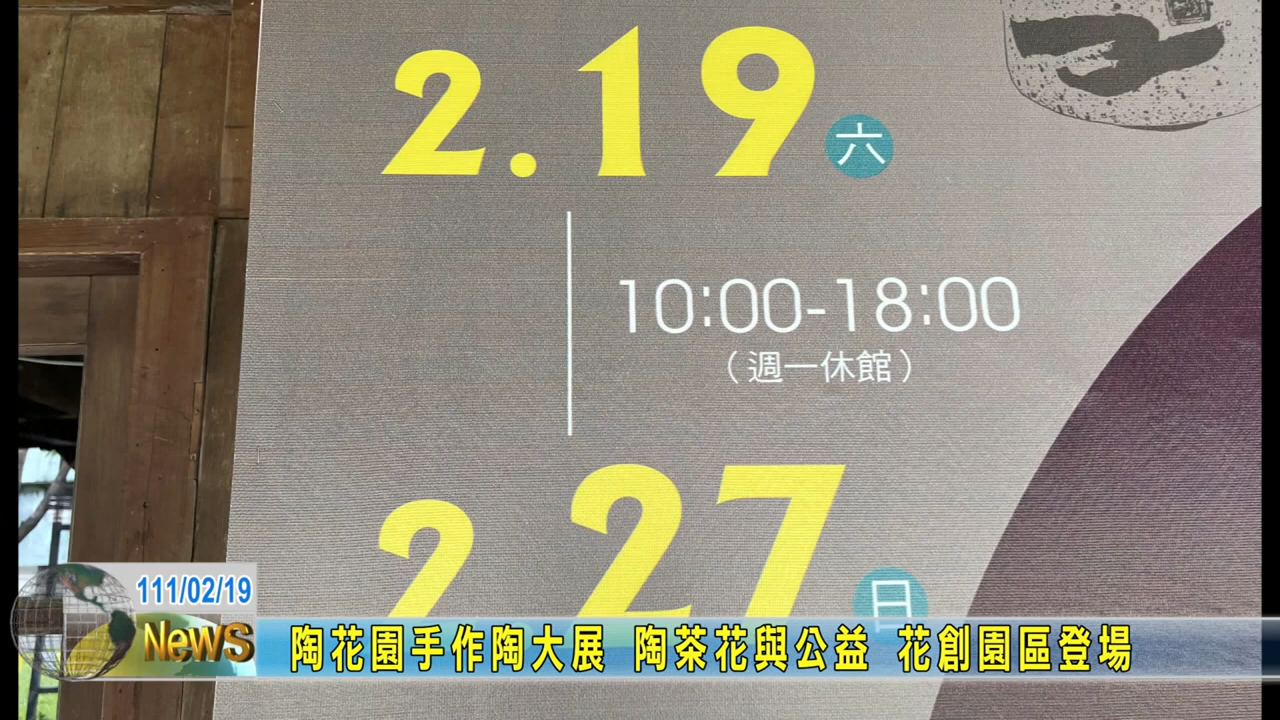 2.19 六
10:00-18:00
(週一休館)
2.27 日
111/02/19
NewS
陶花園手作陶大展 陶茶花與公益 花創園區登場